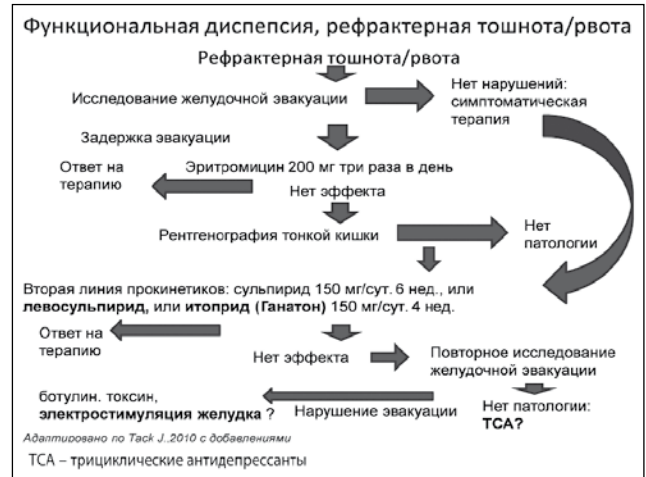 Функциональная диспепсия, рефрактерная тошнота/рвота
Рефрактерная тошнота/рвота
Исследование желудочной эвакуации
Нет нарушений:
симптоматическая
терапия
Задержка эвакуации
Ответ на
терапию
Эритромицин 200 мг три раза в день
Нет эффекта
Рентгенография тонкой кишки
Нет
патологии
Вторая линия прокинетиков: сульпирид 150 мг/сут. 6 нед., или
левосульпирид, или итоприд (Ганатон) 150 мг/сут. 4 нед.
Ответ на
терапию
Нет эффекта
Повторное исследование
желудочной эвакуации
ботулин. токсин,
электростимуляция желудка ?
Нарушение эвакуации
Нет патологии:
ТСА?
Адаптировано по Tack J.,2010 с добавлениями
ТСА – трициклические антидепрессанты